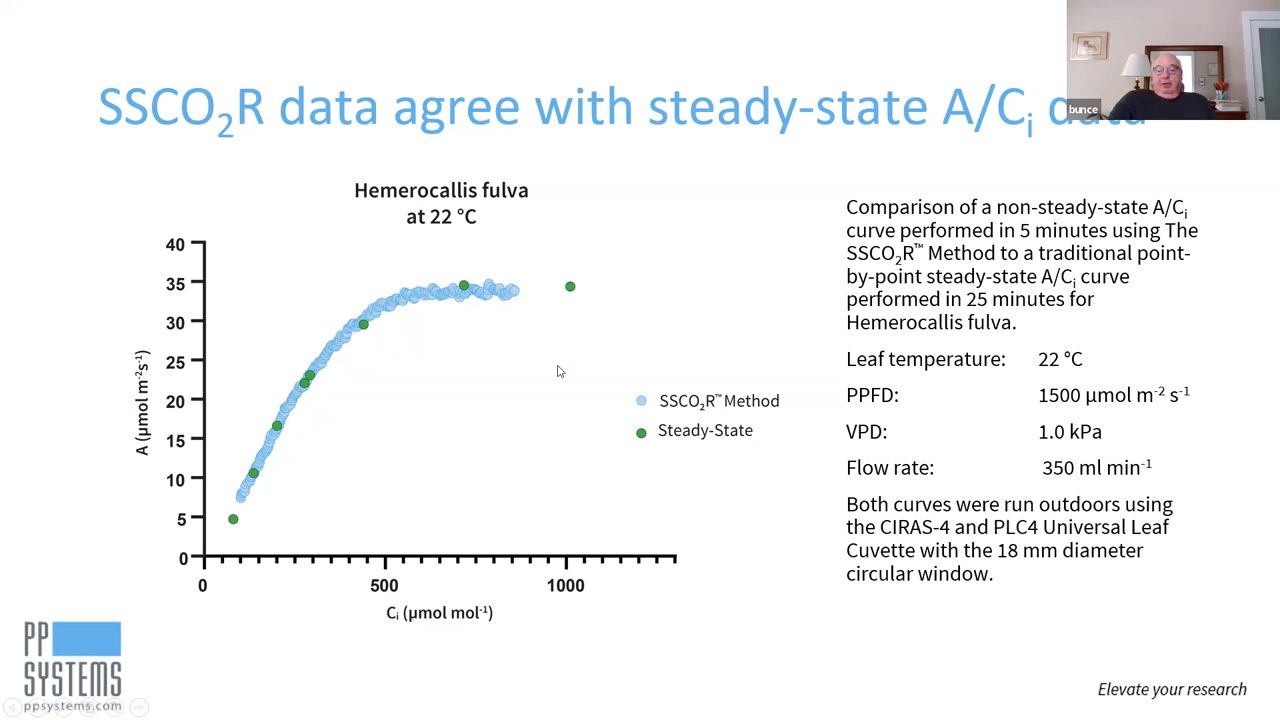 SSCO₂R data agree with steady-state A/Cᵢ data
bunce
Hemerocallis fulva
at 22 °C
40
35
30
25
20
15
10
5
0
A (µmol m⁻²s⁻¹)
0
500
1000
Cᵢ (µmol mol⁻¹)
SSCO₂R™ Method
Steady-State
Comparison of a non-steady-state A/Cᵢ
curve performed in 5 minutes using The
SSCO₂R™ Method to a traditional point-
by-point steady-state A/Cᵢ curve
performed in 25 minutes for
Hemerocallis fulva.
Leaf temperature: 22 °C
PPFD: 1500 µmol m⁻² s⁻¹
VPD: 1.0 kPa
Flow rate: 350 ml min⁻¹
Both curves were run outdoors using
the CIRAS-4 and PLC4 Universal Leaf
Cuvette with the 18 mm diameter
circular window.
PP
SYSTEMS
ppsystems.com
Elevate your research